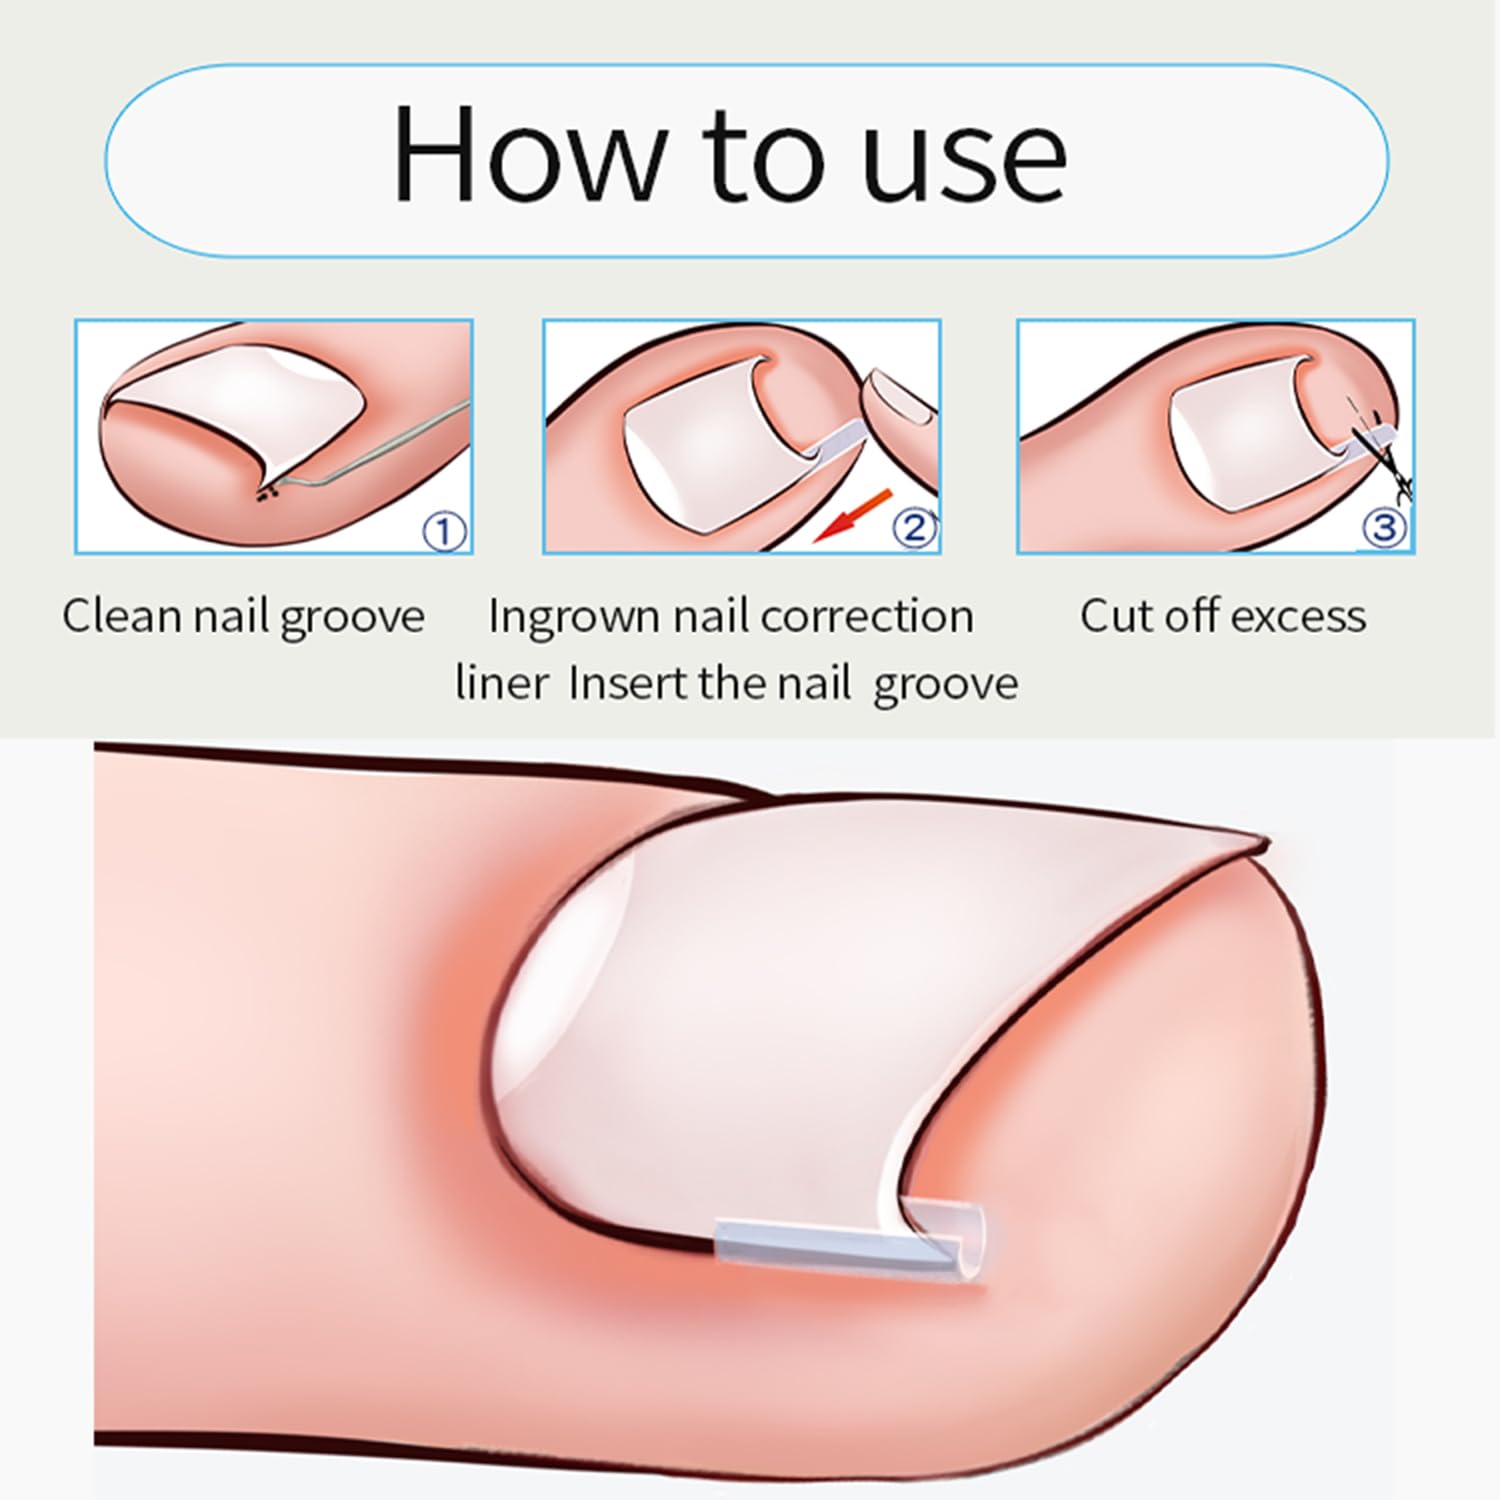 How to use
①
②
③
Clean nail groove
Ingrown nail correction
liner Insert the nail groove
Cut off excess